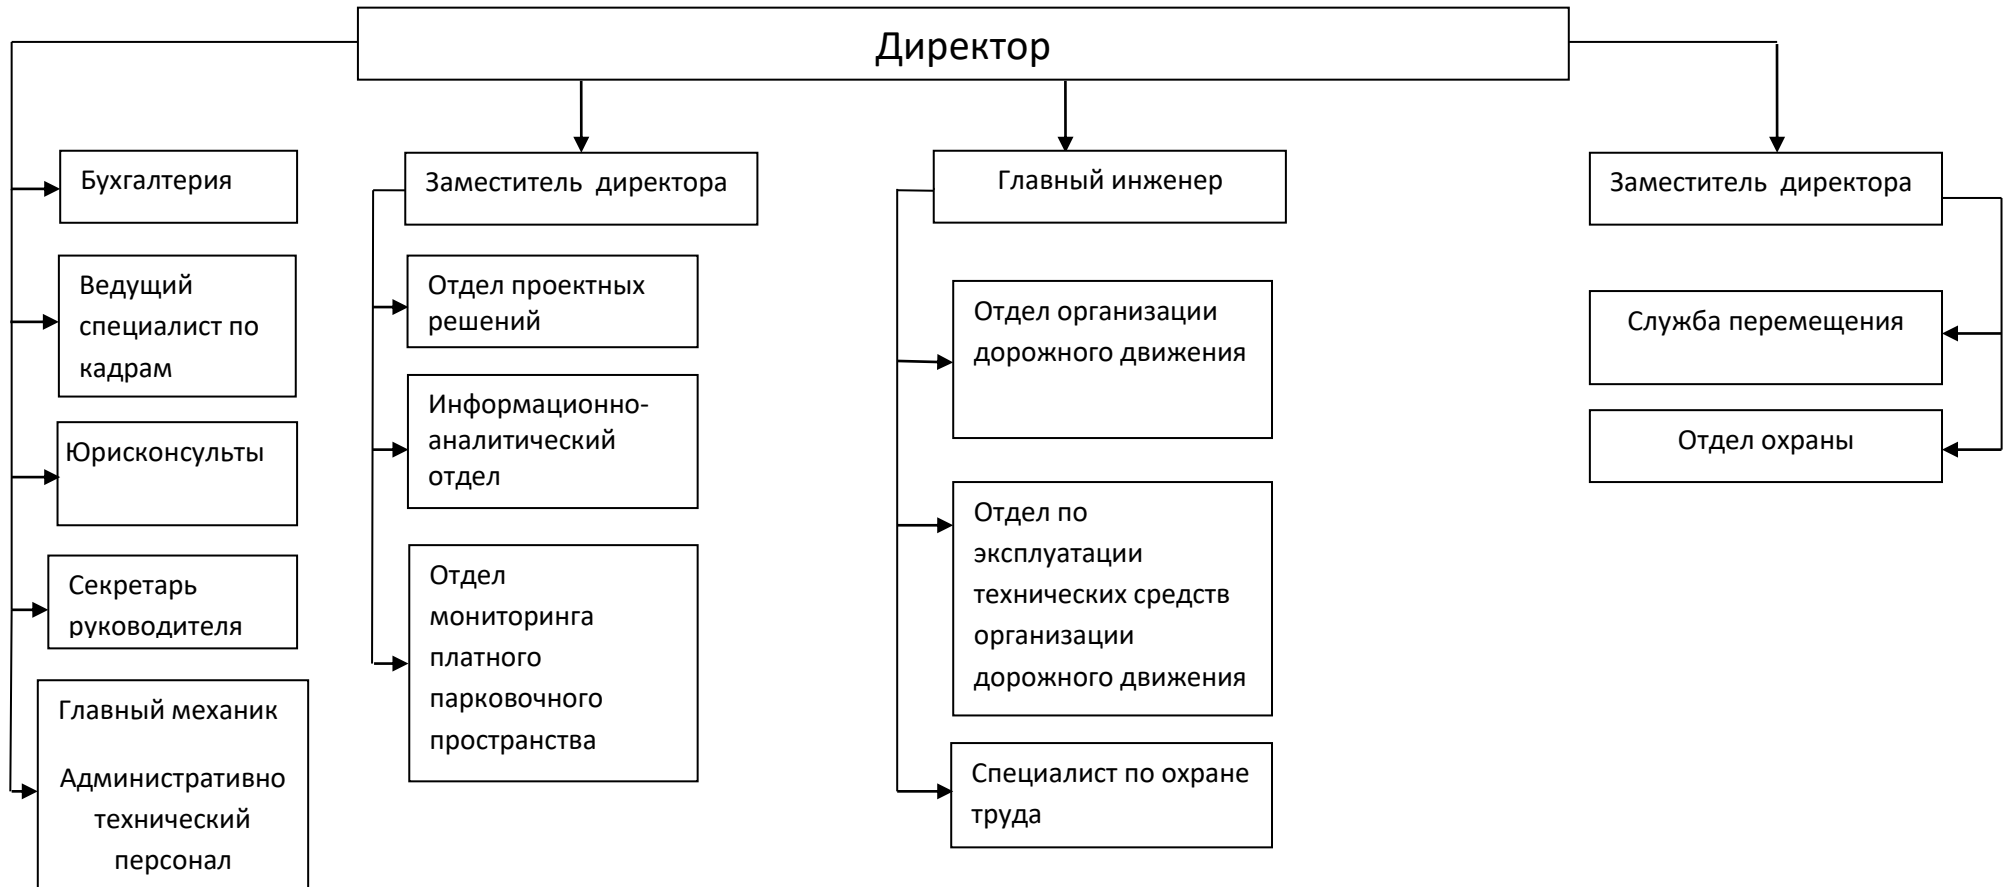 Директор
Бухгалтерия
Ведущий
специалист по
кадрам
Юрисконсульты
Секретарь
руководителя
Главный механик
Административно
технический
персонал
Заместитель директора
Отдел проектных
решений
Информационно-
аналитический
отдел
Отдел
мониторинга
платного
парковочного
пространства
Главный инженер
Отдел организации
дорожного движения
Отдел по
эксплуатации
технических средств
организации
дорожного движения
Специалист по охране
труда
Заместитель директора
Служба перемещения
Отдел охраны